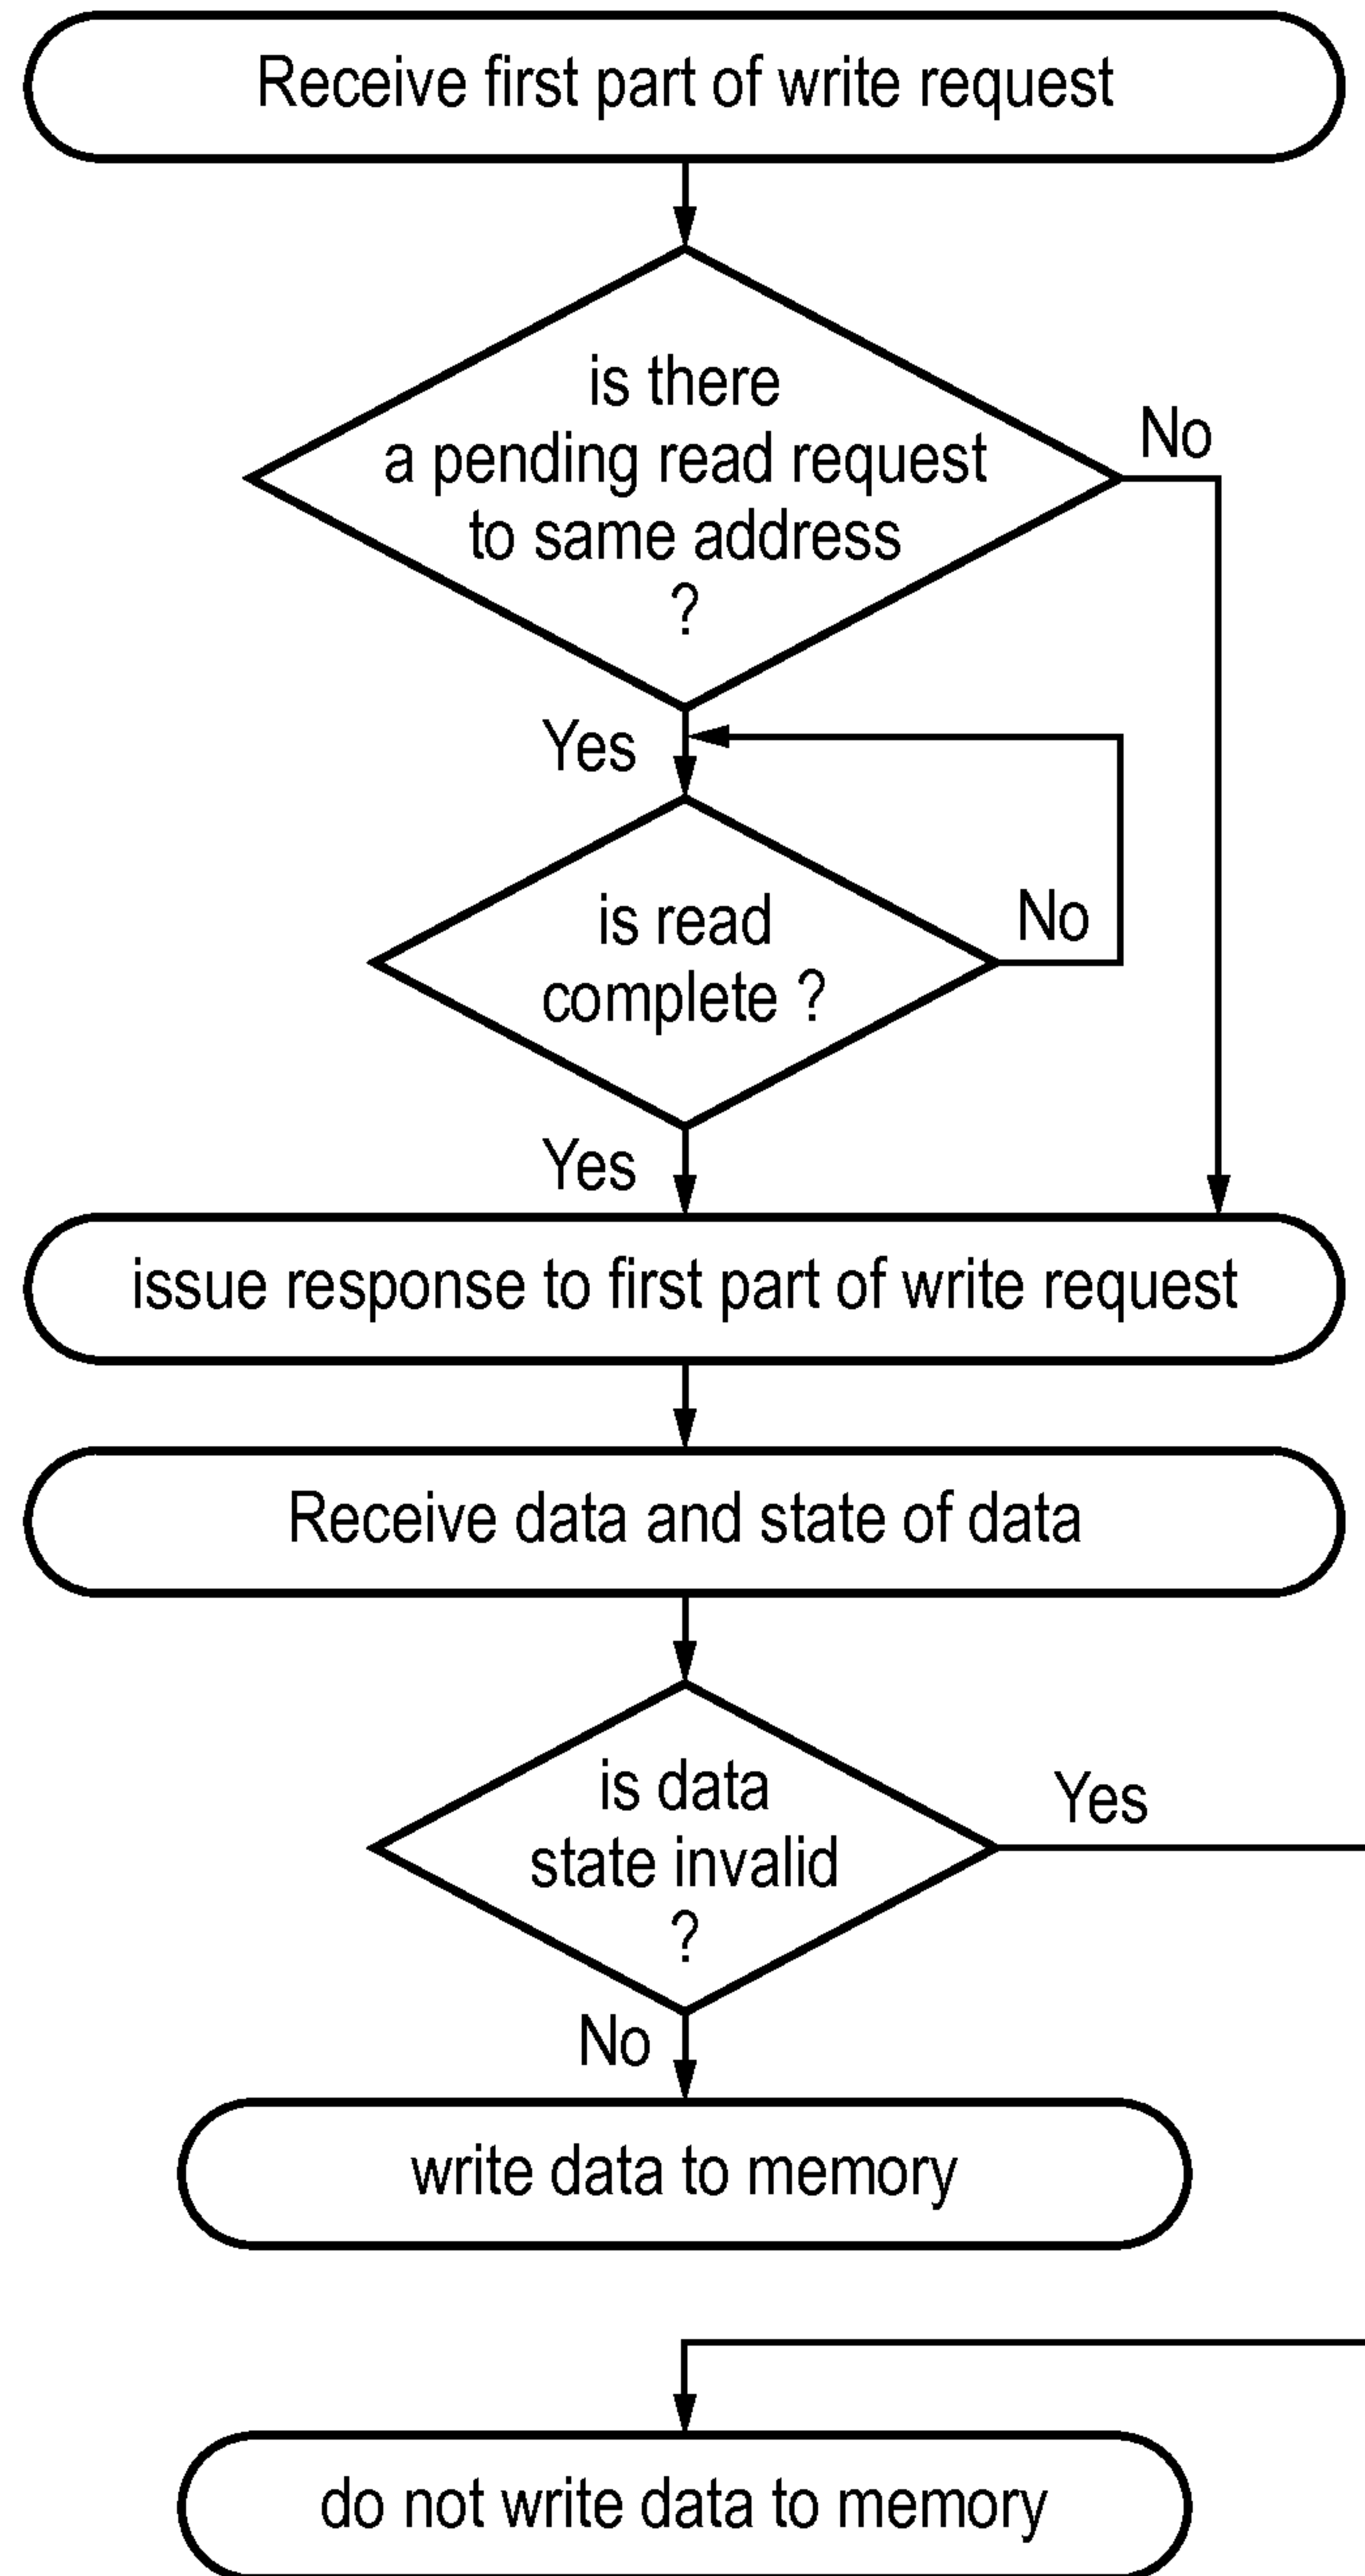 Receive first part of write request
is there
a pending read request
to same address
?
No
Yes
is read
complete ?
No
Yes
issue response to first part of write request
Receive data and state of data
is data
state invalid
?
Yes
No
write data to memory
do not write data to memory